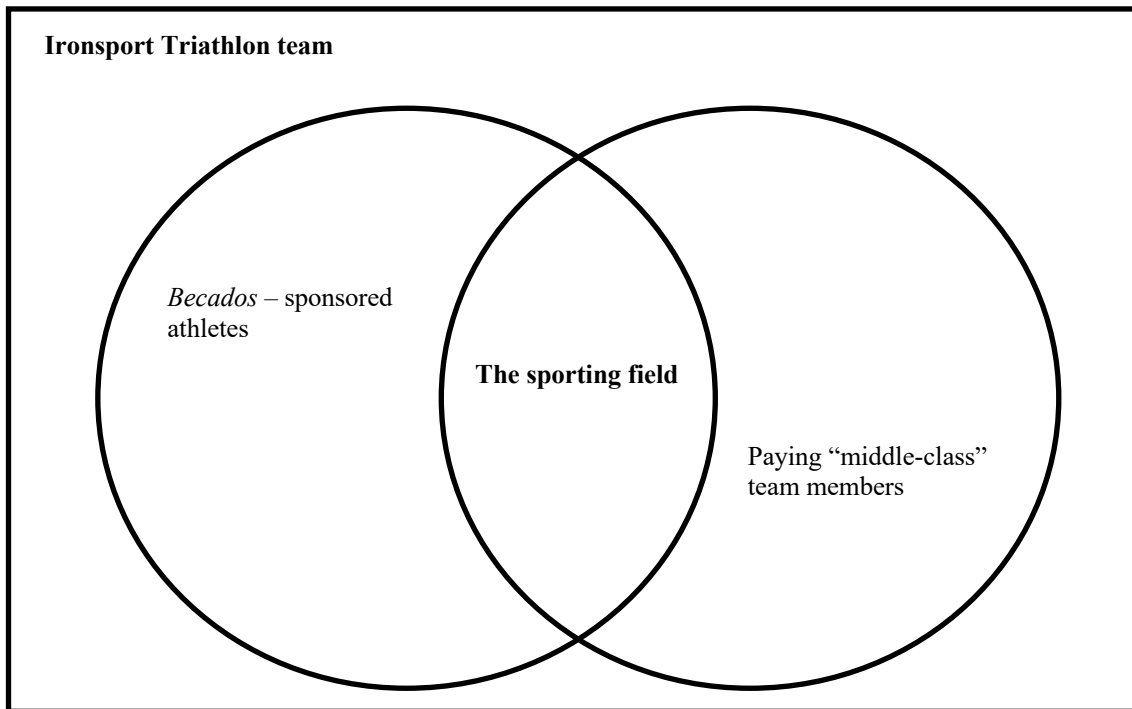 Ironsport Triathlon team
Becados – sponsored
athletes
The sporting field
Paying “middle-class”
team members